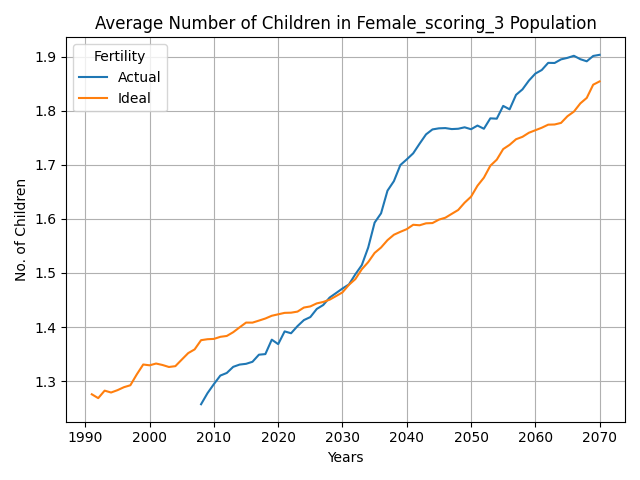 Average Number of Children in Female_scoring_3 Population
Fertility
Actual
Ideal
No. of Children
1.9
1.8
1.7
1.6
1.5
1.4
1.3
1990 2000 2010 2020 2030 2040 2050 2060 2070
Years